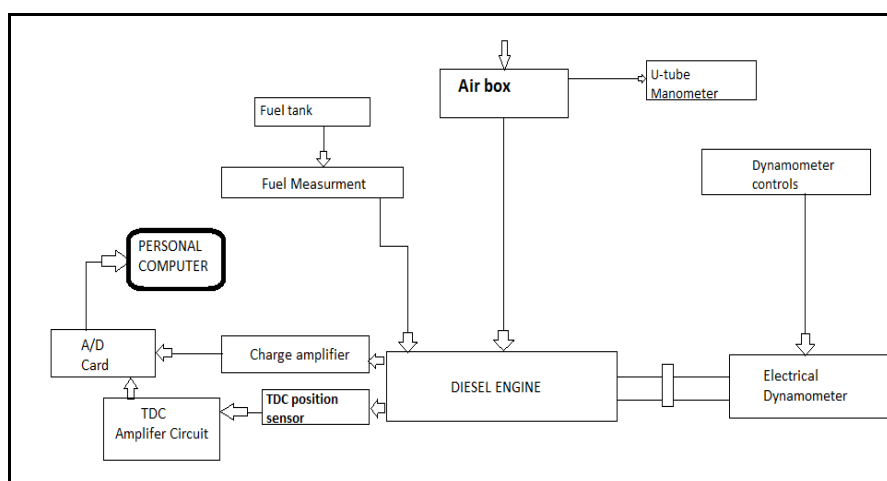 Air box
U-tube
Manometer
Fuel tank
Fuel Measurment
Dynamometer
controls
PERSONAL
COMPUTER
A/D
Card
Charge amplifier
DIESEL ENGINE
Electrical
Dynamometer
TDC position
sensor
TDC
Amplifer Circuit